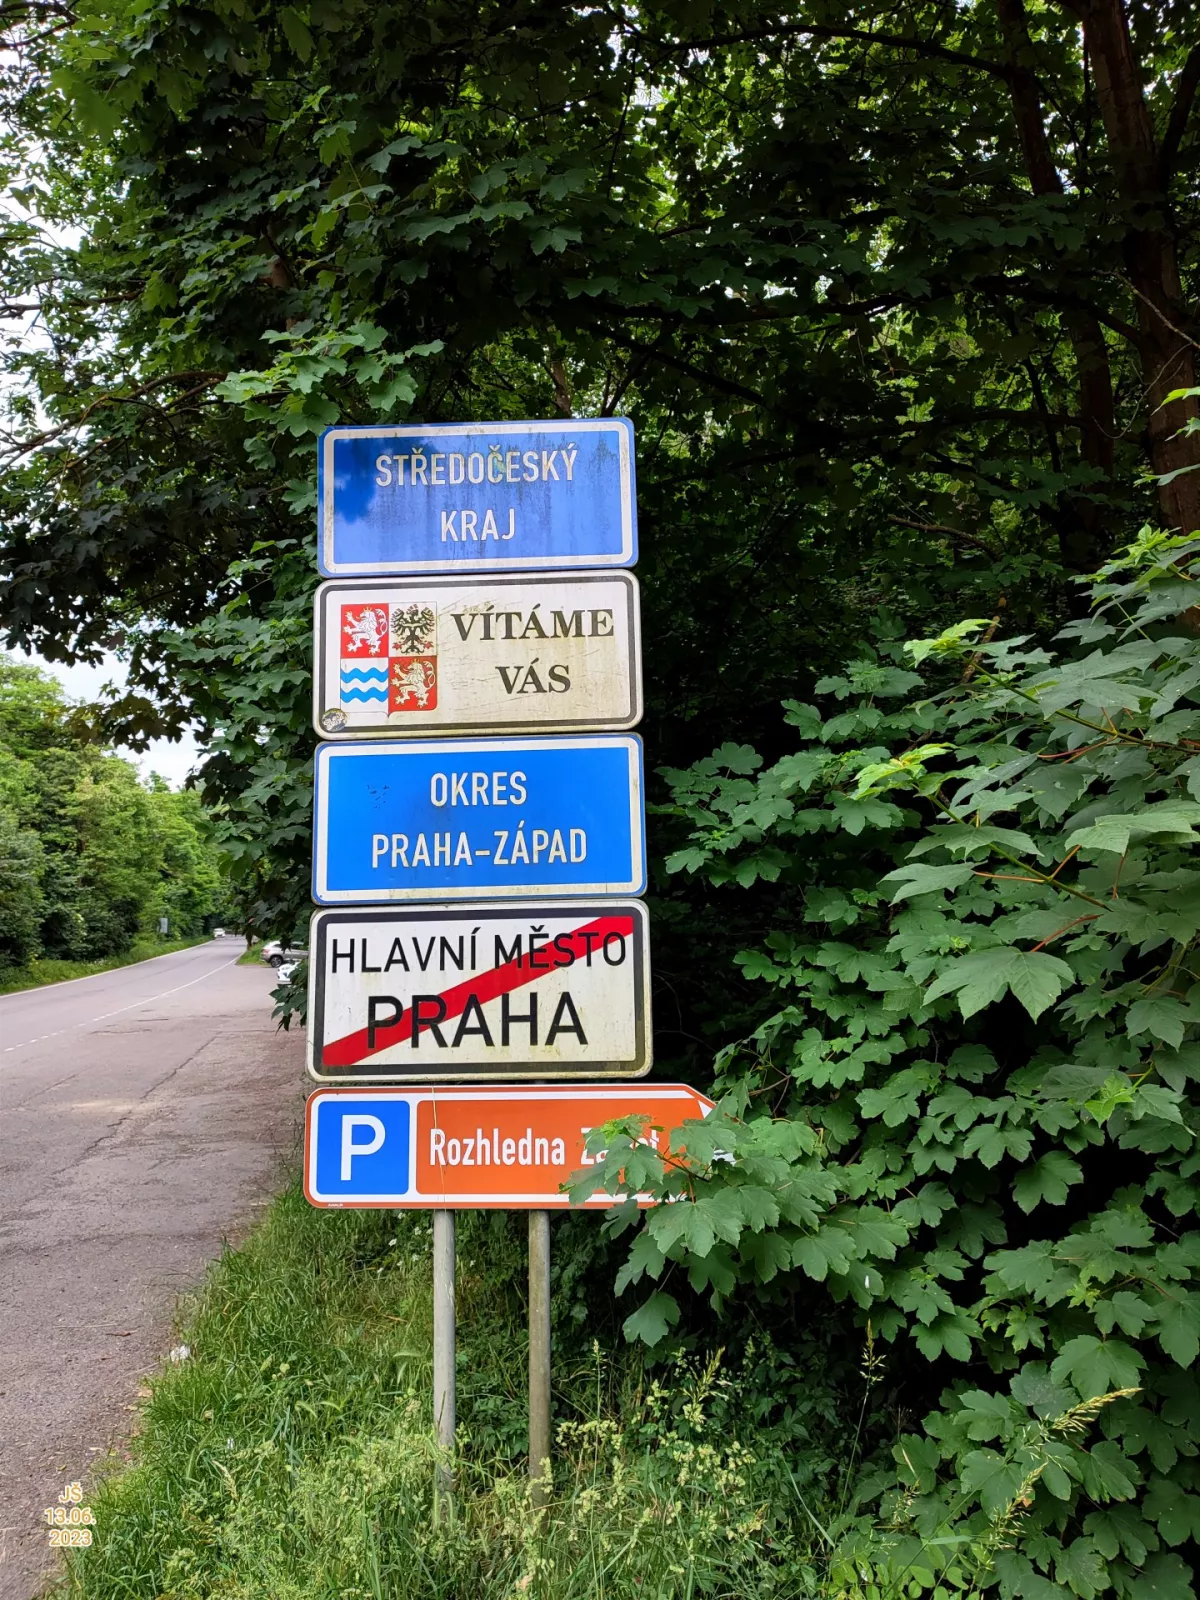 STŘEDOČESKÝ
KRAJ
VÍTÁME
VÁS
OKRES
PRAHA-ZÁPAD
HLAVNÍ MĚSTO
PRAHA
P Rozhledna
JŠ
13.06.
2023